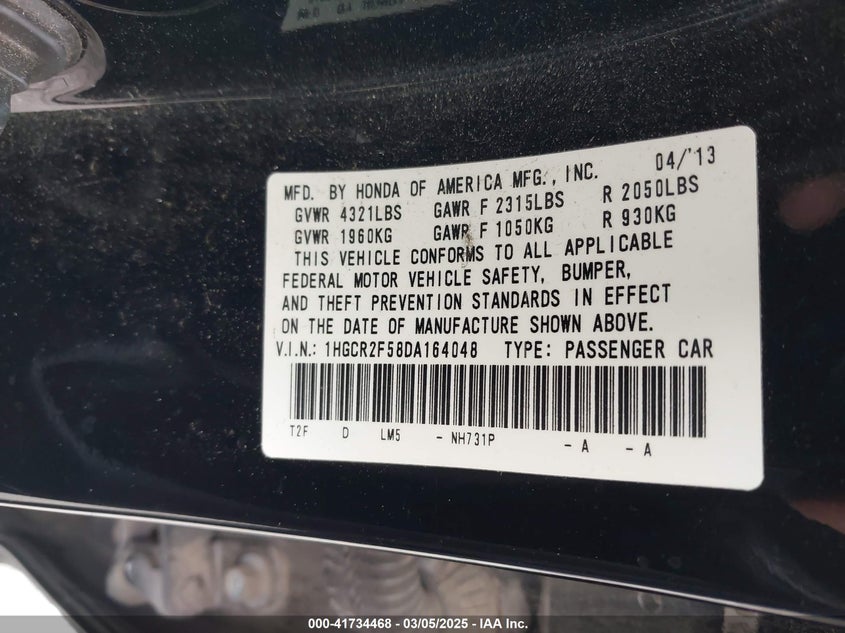 MFD. BY HONDA OF AMERICA MFG., INC. 04/'13
GVWR 4321LBS GAWR F 2315LBS R 2050LBS
GVWR 1960KG GAWR F 1050KG R 930KG
THIS VEHICLE CONFORMS TO ALL APPLICABLE
FEDERAL MOTOR VEHICLE SAFETY, BUMPER,
AND THEFT PREVENTION STANDARDS IN EFFECT
ON THE DATE OF MANUFACTURE SHOWN ABOVE.
V.I.N.: 1HGCR2F58DA164048 TYPE: PASSENGER CAR
T2F D LM5 - NH731P - A - A
000-41734468 - 03/05/2025 - IAA Inc.